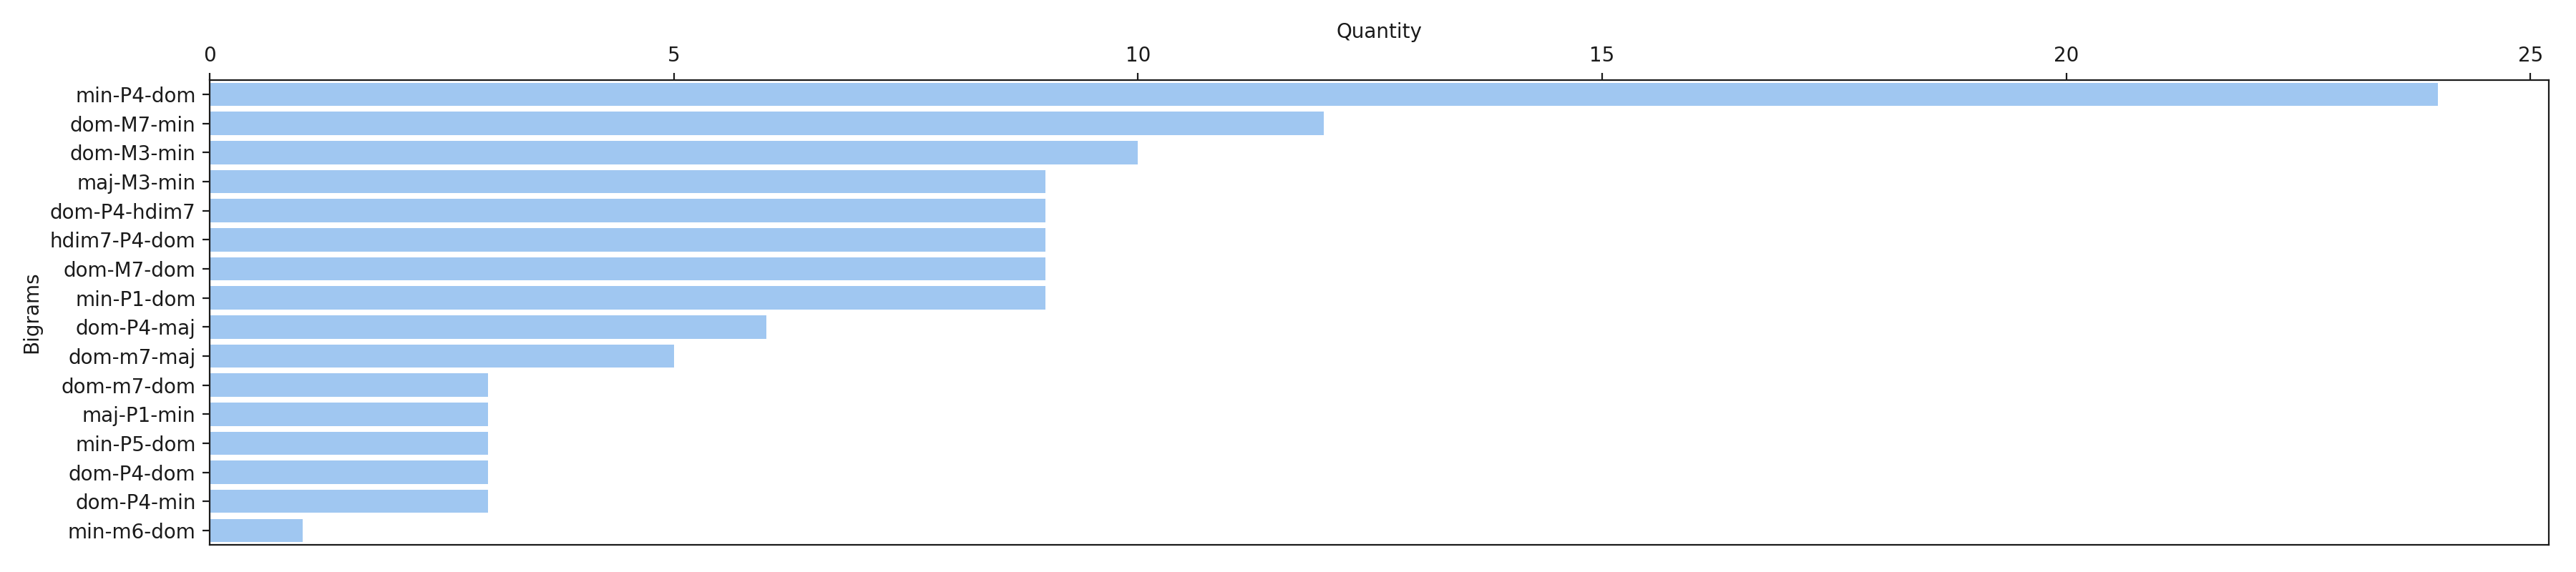 Quantity
0 5 10 15 20 25
min-P4-dom
dom-M7-min
dom-M3-min
maj-M3-min
dom-P4-hdim7
hdim7-P4-dom
dom-M7-dom
min-P1-dom
dom-P4-maj
dom-m7-maj
dom-m7-dom
maj-P1-min
min-P5-dom
dom-P4-dom
dom-P4-min
min-m6-dom
Bigrams